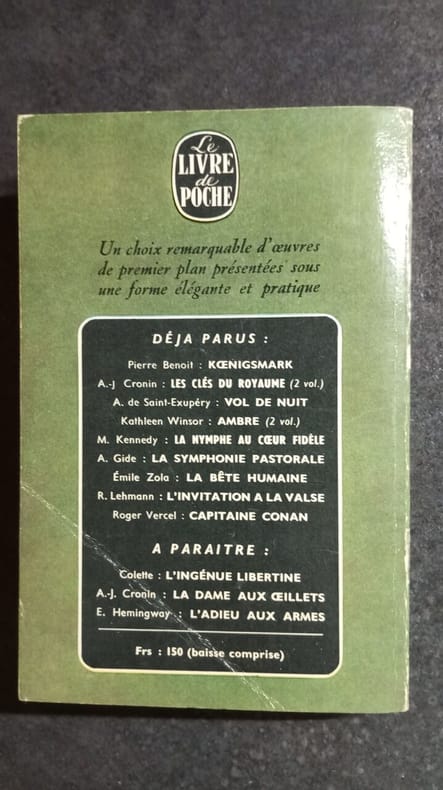 Le
LIVRE
de
POCHE
Un choix remarquable d'œuvres
de premier plan présentées sous
une forme élégante et pratique
DÉJA PARUS :
Pierre Benoit : KŒNIGSMARK
A.-J Cronin : LES CLÉS DU ROYAUME (2 vol.)
A. de Saint-Exupéry : VOL DE NUIT
Kathleen Winsor : AMBRE (2 vol.)
M. Kennedy : LA NYMPHE AU CŒUR FIDÈLE
A. Gide : LA SYMPHONIE PASTORALE
Émile Zola : LA BÊTE HUMAINE
R. Lehmann : L'INVITATION A LA VALSE
Roger Vercel : CAPITAINE CONAN
A PARAITRE :
Colette : L'INGÉNUE LIBERTINE
A.-J. Cronin : LA DAME AUX ŒILLETS
E. Hemingway : L'ADIEU AUX ARMES
Frs : 150 (baisse comprise)